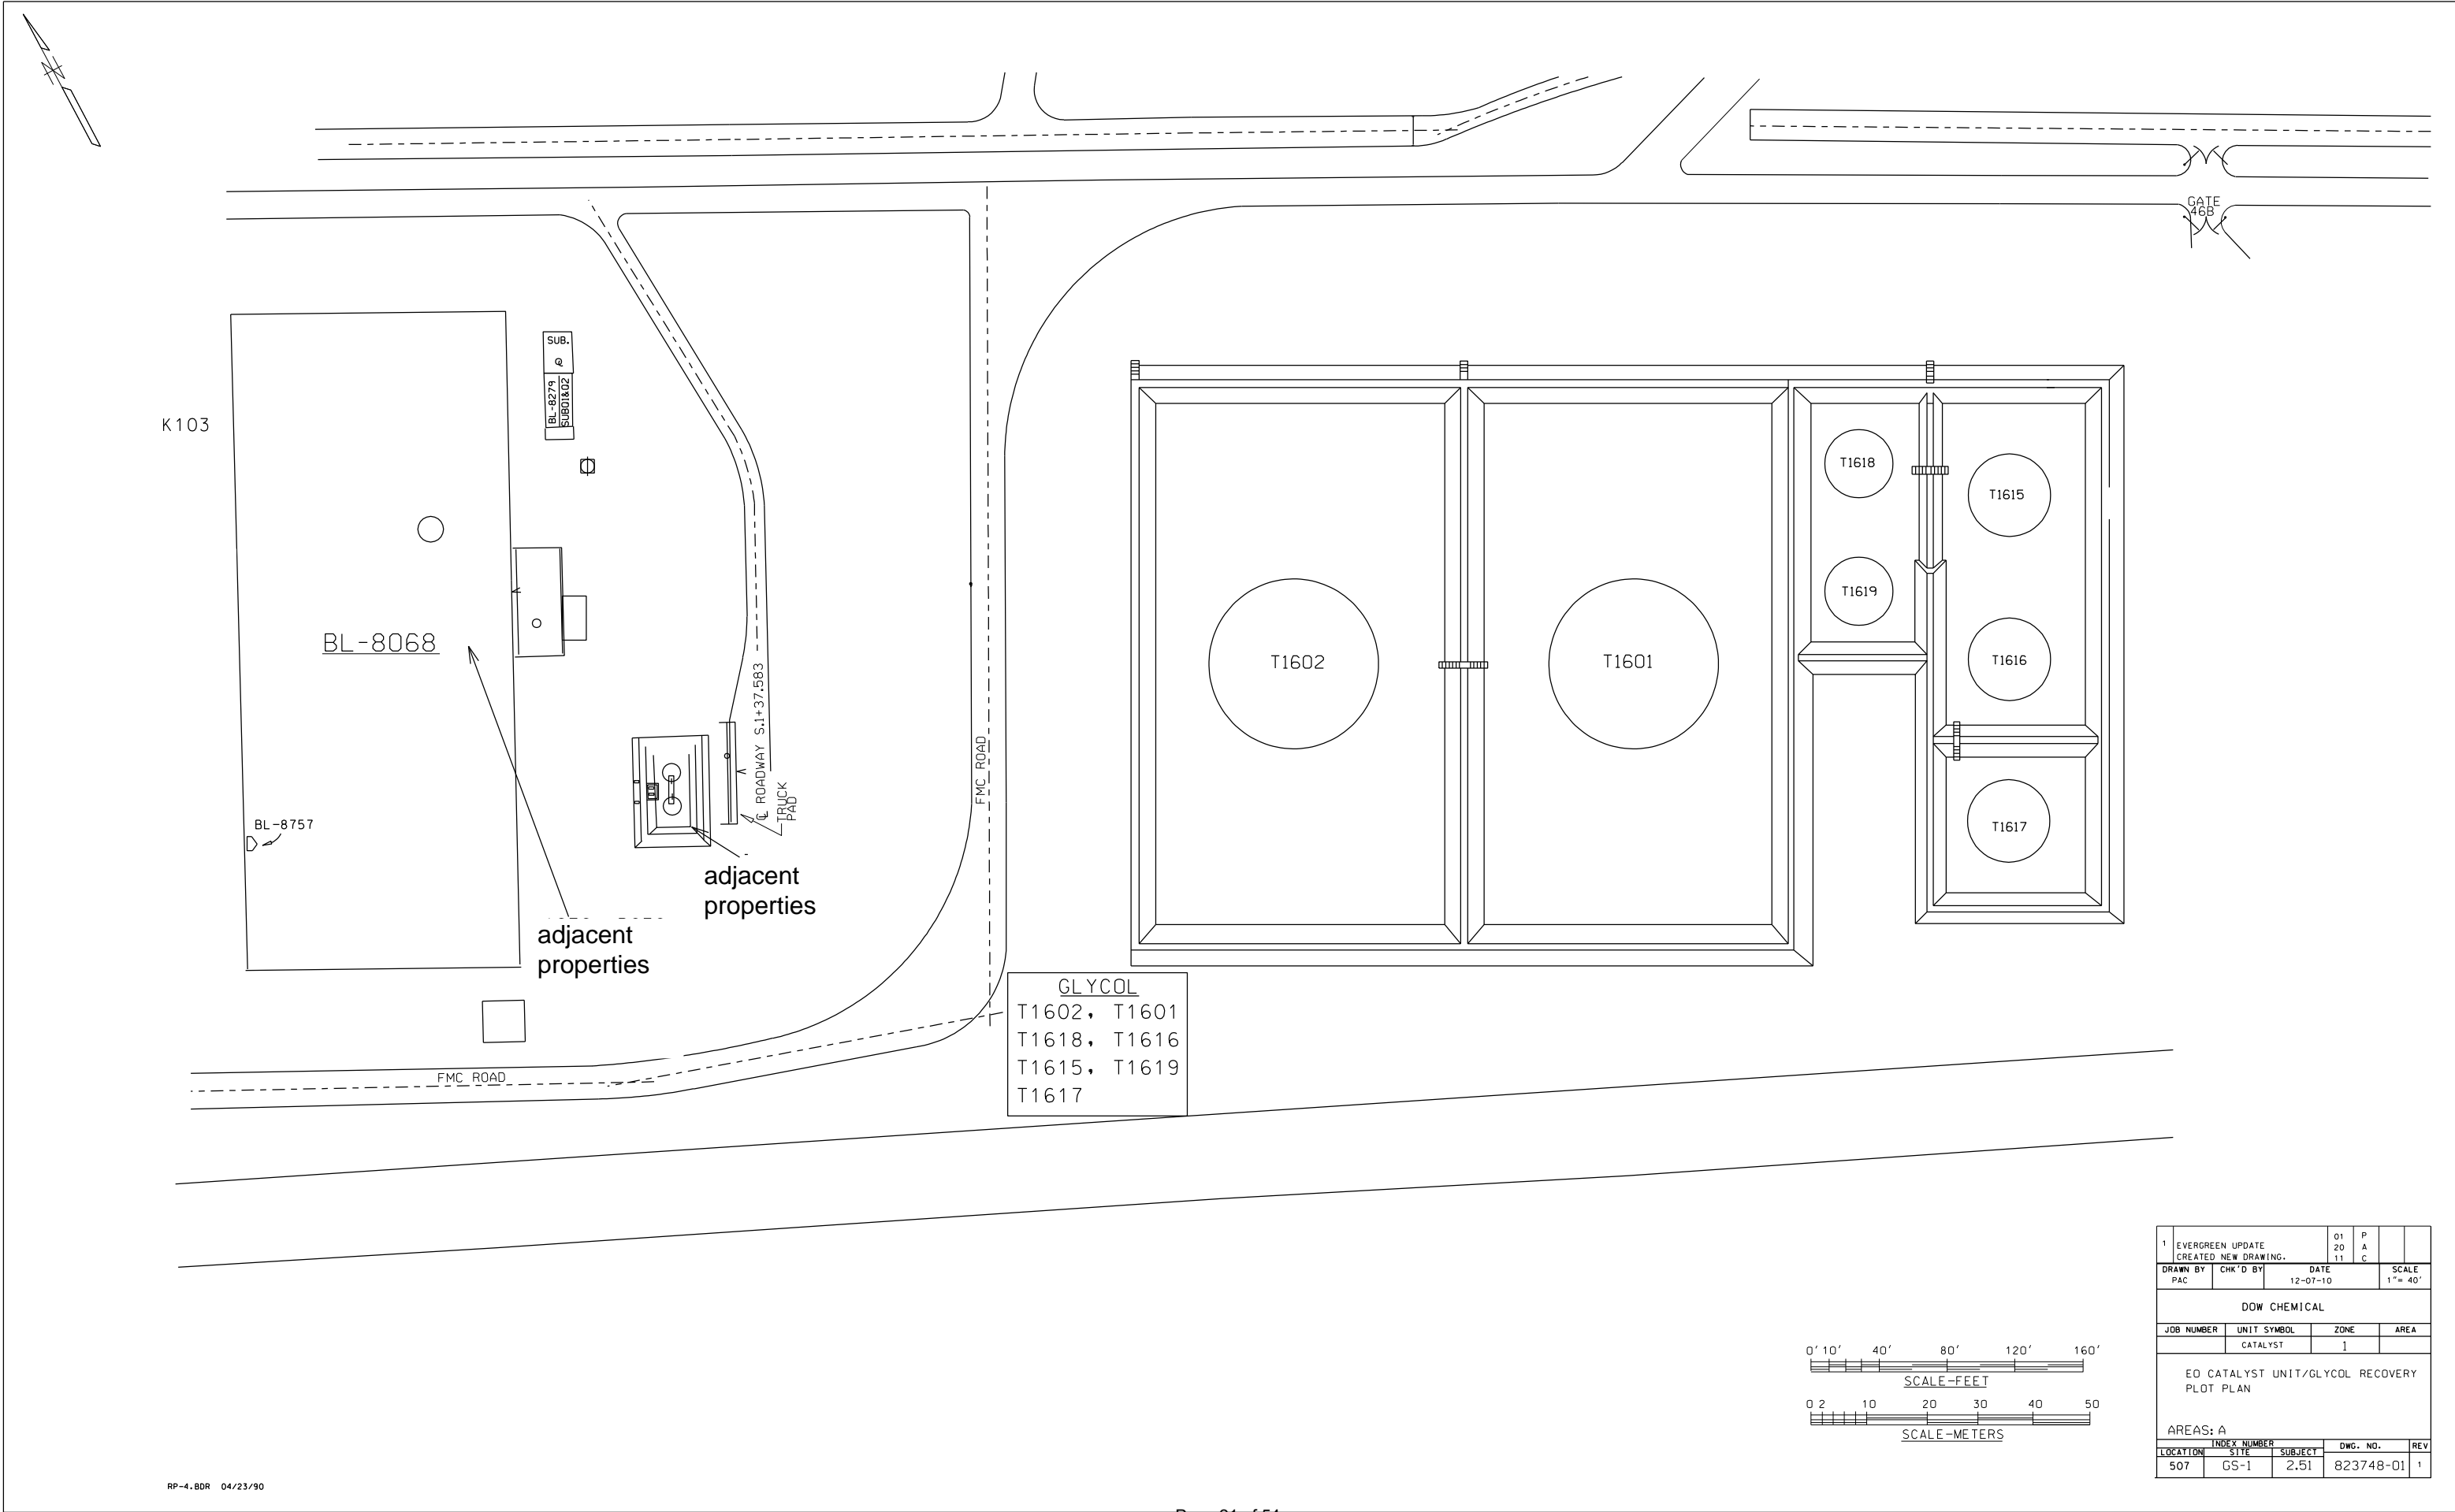 GATE
46B
SUB.
BL-8279
SUB01&02
K103
T1618
T1615
T1619
BL-8068
T1602
T1601
T1616
℄ ROADWAY S.1+37.583
FMC ROAD
TRUCK
PAD
BL-8757
T1617
adjacent
properties
adjacent
properties
GLYCOL
T1602, T1601
T1618, T1616
T1615, T1619
T1617
FMC ROAD
1 EVERGREEN UPDATE 01 P
20 A
CREATED NEW DRAWING. 11 C
DRAWN BY CHK'D BY DATE SCALE
PAC 12-07-10 1"= 40'
DOW CHEMICAL
JOB NUMBER UNIT SYMBOL ZONE AREA
CATALYST 1
EO CATALYST UNIT/GLYCOL RECOVERY
PLOT PLAN
AREAS: A
INDEX NUMBER DWG. NO. REV
LOCATION SITE SUBJECT
507 GS-1 2.51 823748-01 1
0' 10' 40' 80' 120' 160'
SCALE-FEET
0 2 10 20 30 40 50
SCALE-METERS
RP-4.BDR 04/23/90